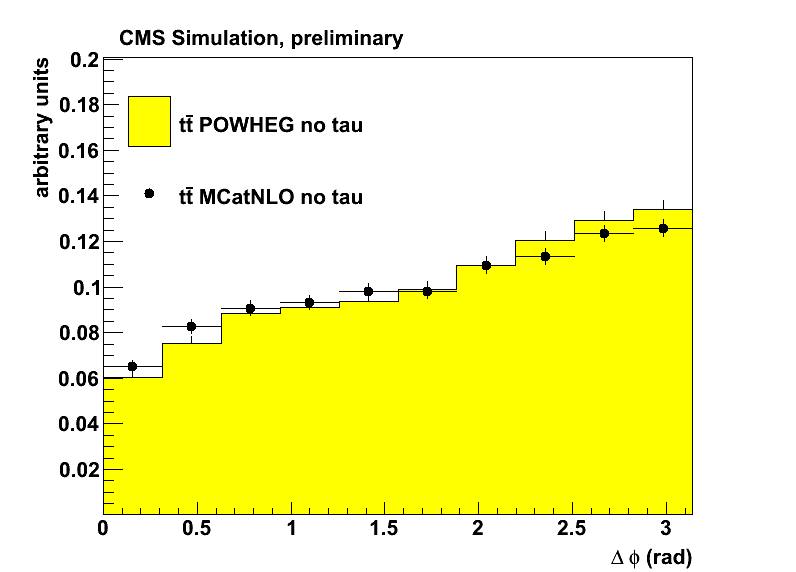 CMS Simulation, preliminary
arbitrary units
0.2
0.18
0.16
0.14
0.12
0.1
0.08
0.06
0.04
0.02
tt̄ POWHEG no tau
tt̄ MCatNLO no tau
0 0.5 1 1.5 2 2.5 3
Δ ϕ (rad)